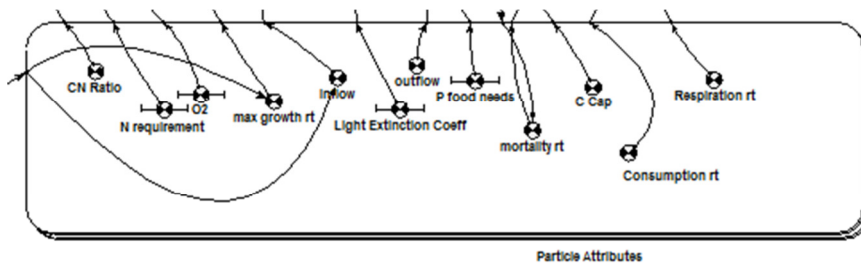 CN Ratio
O2
N requirement
max growth rt
Inflow
Light Extinction Coeff
outflow
P food needs
mortality rt
C Cap
Consumption rt
Respiration rt
Particle Attributes